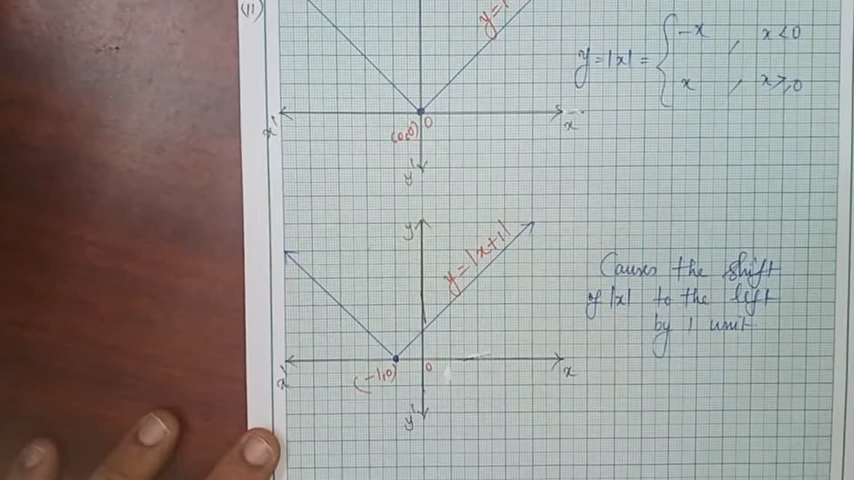 (11)
y=|
y=|x|= { -x , x<0
x , x≥0
x'
(0,0) 0
x
y'
y
y=|x+1|
Causes the shift
of |x| to the left
by 1 unit
x'
(-1,0)
0
x
y'